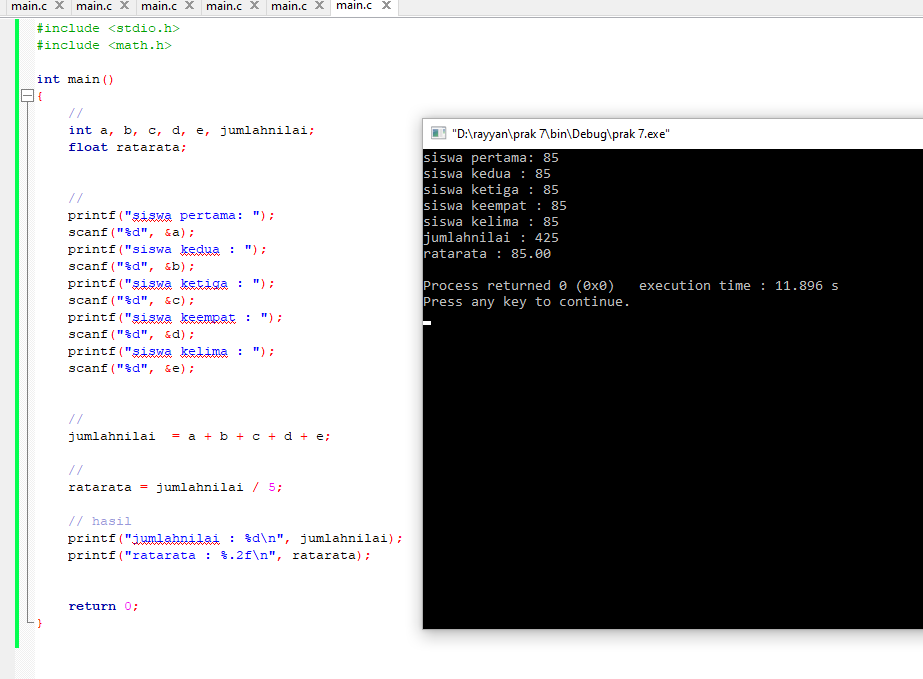 main.c main.c main.c main.c main.c main.c
#include <stdio.h>
#include <math.h>
int main()
{
//
int a, b, c, d, e, jumlahnilai;
float ratarata;
//
printf("siswa pertama: ");
scanf("%d", &a);
printf("siswa kedua : ");
scanf("%d", &b);
printf("siswa ketiga : ");
scanf("%d", &c);
printf("siswa keempat : ");
scanf("%d", &d);
printf("siswa kelima : ");
scanf("%d", &e);
//
jumlahnilai  = a + b + c + d + e;
//
ratarata = jumlahnilai / 5;
// hasil
printf("jumlahnilai : %d\n", jumlahnilai);
printf("ratarata : %.2f\n", ratarata);
return 0;
}
"D:\rayyan\prak 7\bin\Debug\prak 7.exe"
siswa pertama: 85
siswa kedua : 85
siswa ketiga : 85
siswa keempat : 85
siswa kelima : 85
jumlahnilai : 425
ratarata : 85.00
Process returned 0 (0x0)   execution time : 11.896 s
Press any key to continue.